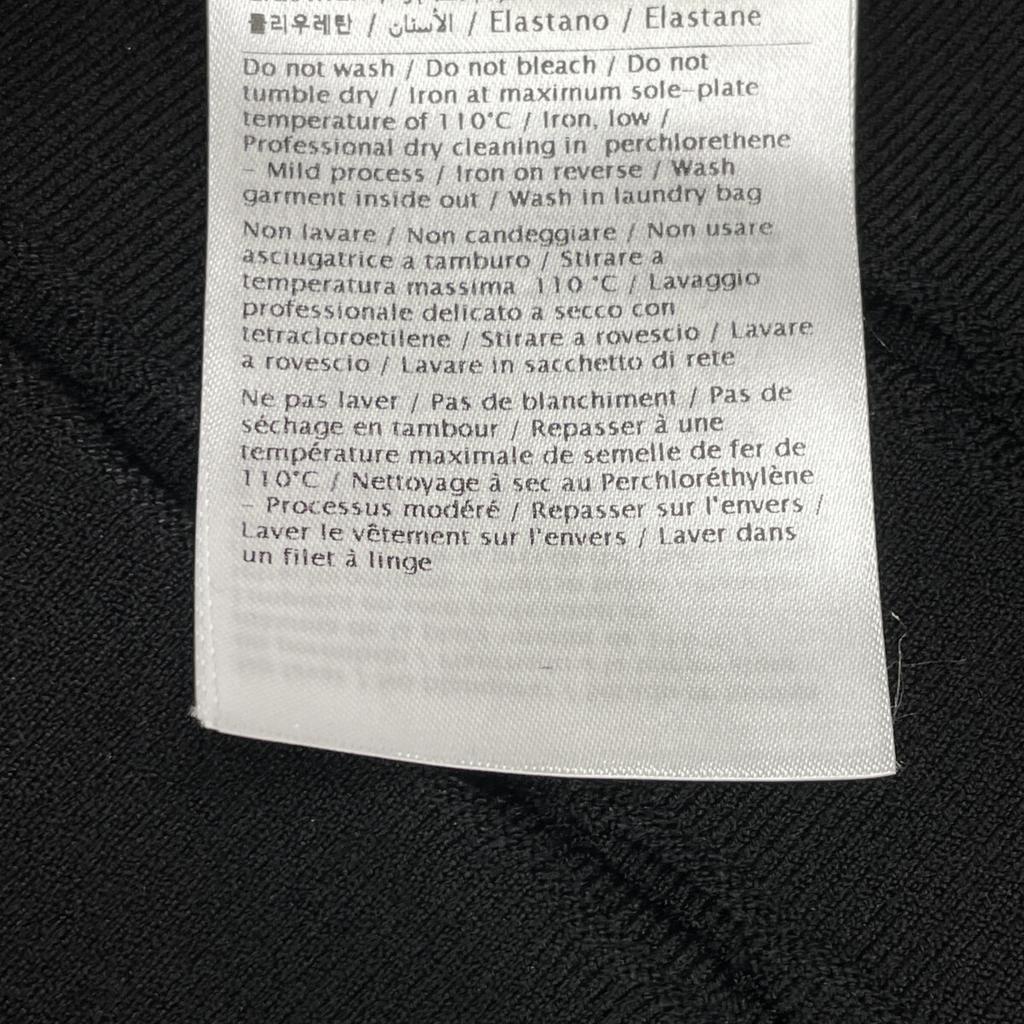 폴리우레탄 / الأستان / Elastano / Elastane
Do not wash / Do not bleach / Do not
tumble dry / Iron at maximum sole-plate
temperature of 110°C / Iron, low /
Professional dry cleaning in perchlorethene
- Mild process / Iron on reverse / Wash
garment inside out / Wash in laundry bag
Non lavare / Non candeggiare / Non usare
asciugatrice a tamburo / Stirare a
temperatura massima 110 °C / Lavaggio
professionale delicato a secco con
tetracloroetilene / Stirare a rovescio / Lavare
a rovescio / Lavare in sacchetto di rete
Ne pas laver / Pas de blanchiment / Pas de
séchage en tambour / Repasser à une
température maximale de semelle de fer de
110°C / Nettoyage à sec au Perchloréthylène
- Processus modéré / Repasser sur l'envers /
Laver le vêtement sur l'envers / Laver dans
un filet à linge